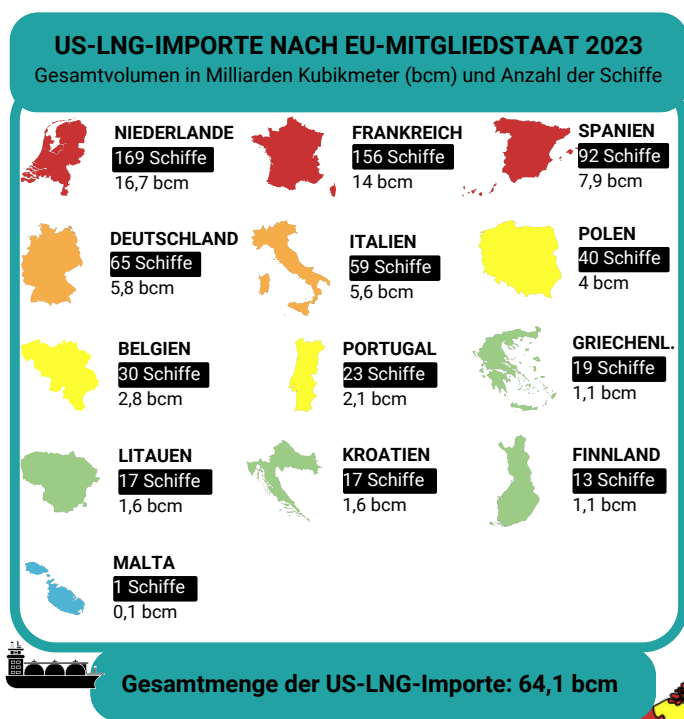 US-LNG-IMPORTE NACH EU-MITGLIEDSTAAT 2023
Gesamtvolumen in Milliarden Kubikmeter (bcm) und Anzahl der Schiffe
NIEDERLANDE
169 Schiffe
16,7 bcm
FRANKREICH
156 Schiffe
14 bcm
SPANIEN
92 Schiffe
7,9 bcm
DEUTSCHLAND
65 Schiffe
5,8 bcm
ITALIEN
59 Schiffe
5,6 bcm
POLEN
40 Schiffe
4 bcm
BELGIEN
30 Schiffe
2,8 bcm
PORTUGAL
23 Schiffe
2,1 bcm
GRIECHENL.
19 Schiffe
1,1 bcm
LITAUEN
17 Schiffe
1,6 bcm
KROATIEN
17 Schiffe
1,6 bcm
FINNLAND
13 Schiffe
1,1 bcm
MALTA
1 Schiffe
0,1 bcm
Gesamtmenge der US-LNG-Importe: 64,1 bcm